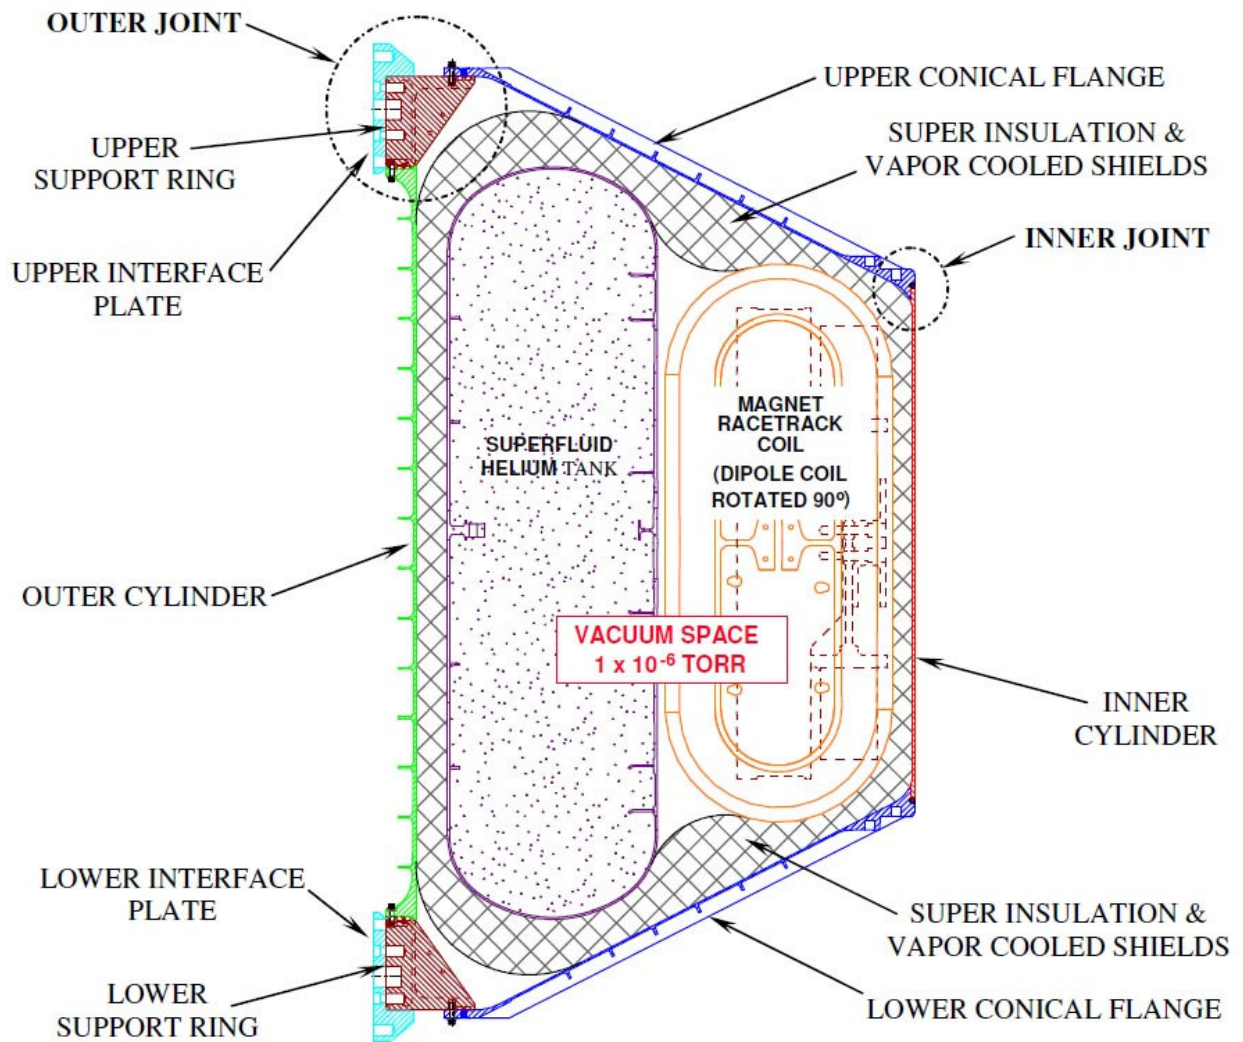 OUTER JOINT
UPPER CONICAL FLANGE
SUPER INSULATION &
VAPOR COOLED SHIELDS
UPPER
SUPPORT RING
INNER JOINT
UPPER INTERFACE
PLATE
MAGNET
RACETRACK
COIL
(DIPOLE COIL
ROTATED 90º)
SUPERFLUID
HELIUM TANK
OUTER CYLINDER
VACUUM SPACE
1 x 10⁻⁶ TORR
INNER
CYLINDER
LOWER INTERFACE
PLATE
SUPER INSULATION &
VAPOR COOLED SHIELDS
LOWER
SUPPORT RING
LOWER CONICAL FLANGE